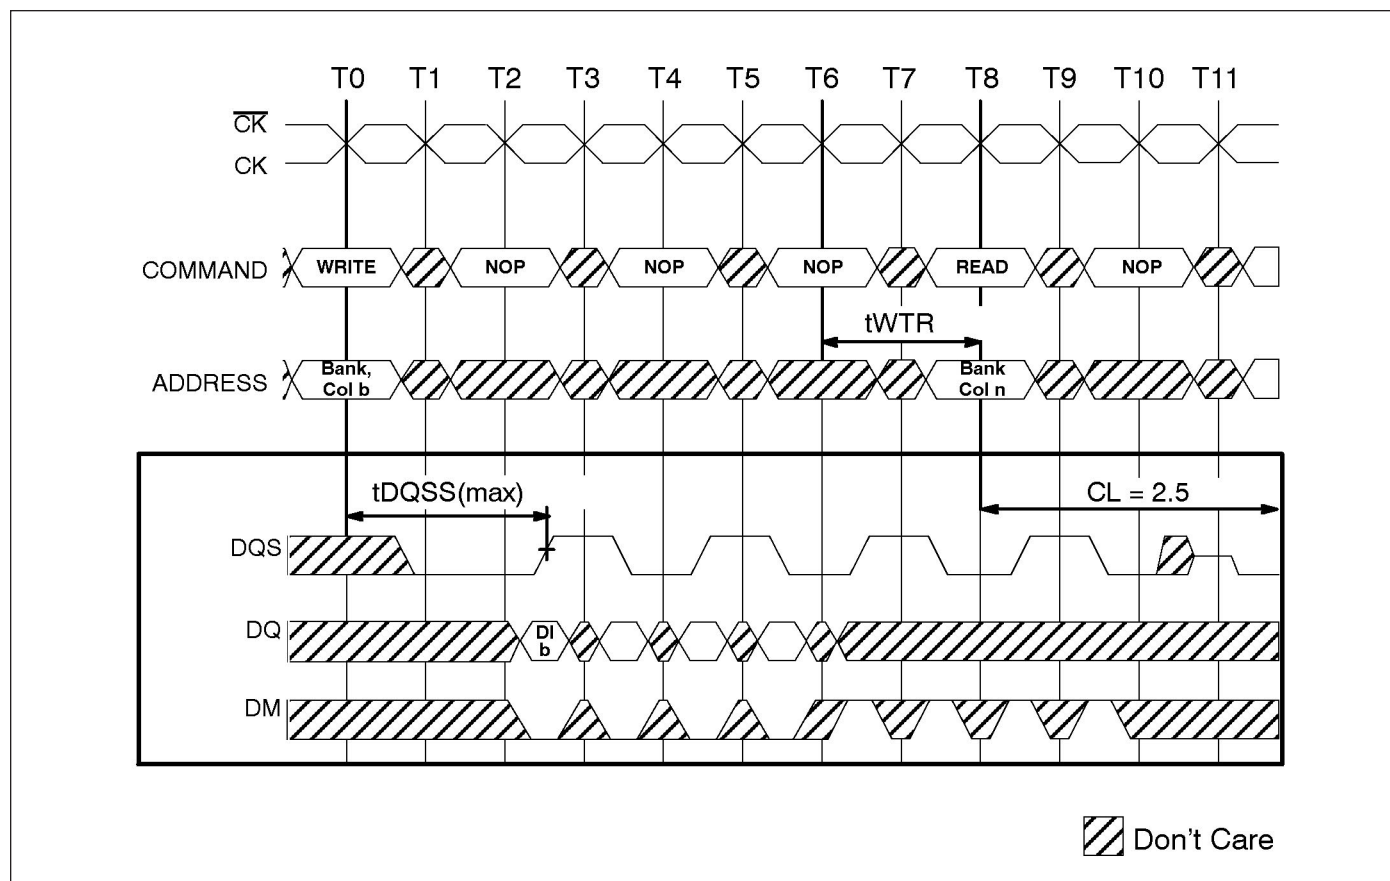 T0 T1 T2 T3 T4 T5 T6 T7 T8 T9 T10 T11
CK
CK
COMMAND WRITE NOP NOP NOP READ NOP
tWTR
ADDRESS Bank, Col b Bank Col n
tDQSS(max) CL = 2.5
DQS
DQ DI b
DM
Don't Care